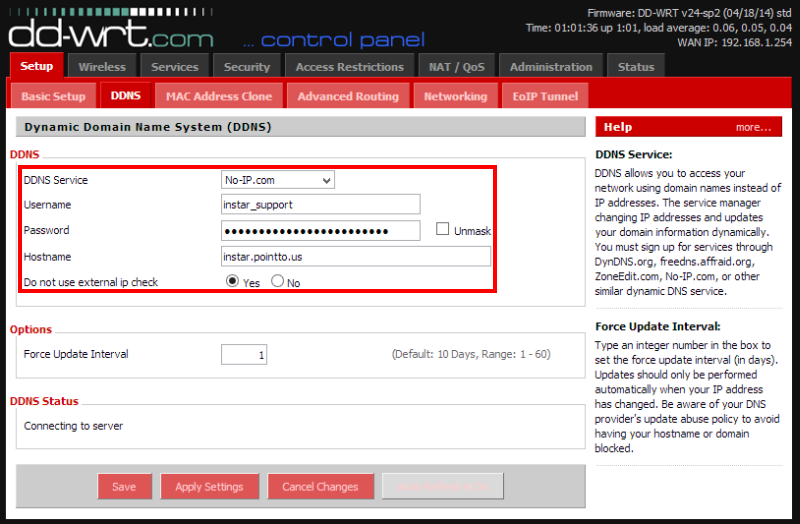 Firmware: DD-WRT v24-sp2 (04/18/14) std
Time: 01:01:36 up 1:01, load average: 0.06, 0.05, 0.04
WAN IP: 192.168.1.254
dd-wrt.com ... control panel
Setup Wireless Services Security Access Restrictions NAT / QoS Administration Status
Basic Setup DDNS MAC Address Clone Advanced Routing Networking EoIP Tunnel
Dynamic Domain Name System (DDNS)
DDNS
DDNS Service No-IP.com
Username instar_support
Password ●●●●●●●●●●●●●●●●●●●●●●●● Unmask
Hostname instar.pointto.us
Do not use external ip check Yes No
Options
Force Update Interval 1 (Default: 10 Days, Range: 1 - 60)
DDNS Status
Connecting to server
Save Apply Settings Cancel Changes
Help more...
DDNS Service:
DDNS allows you to access your
network using domain names instead of
IP addresses. The service manager
changing IP addresses and updates
your domain information dynamically.
You must sign up for services through
DynDNS.org, freedns.affraid.org,
ZoneEdit.com, No-IP.com, or other
similar dynamic DNS service.
Force Update Interval:
Type an integer number in the box to
set the force update interval (in days).
Updates should only be performed
automatically when your IP address
has changed. Be aware of your DNS
provider's update abuse policy to avoid
having your hostname or domain
blocked.